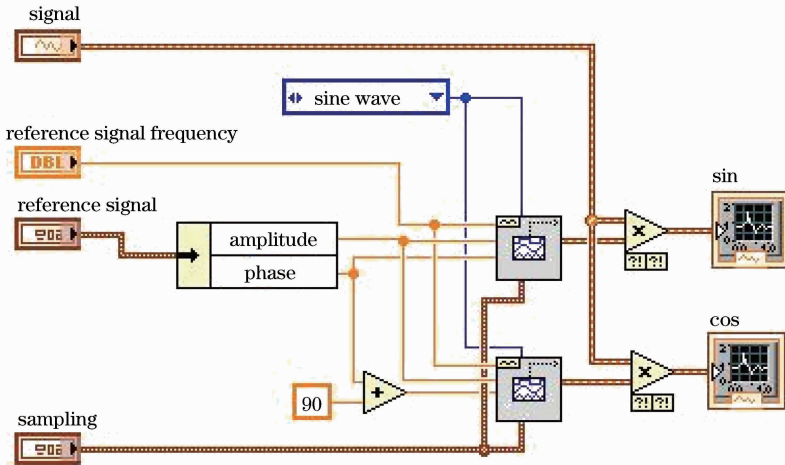 signal
sine wave
reference signal frequency
DBL
reference signal
amplitude
phase
sin
cos
90
+
x
x
?! ?!
?! ?!
sampling